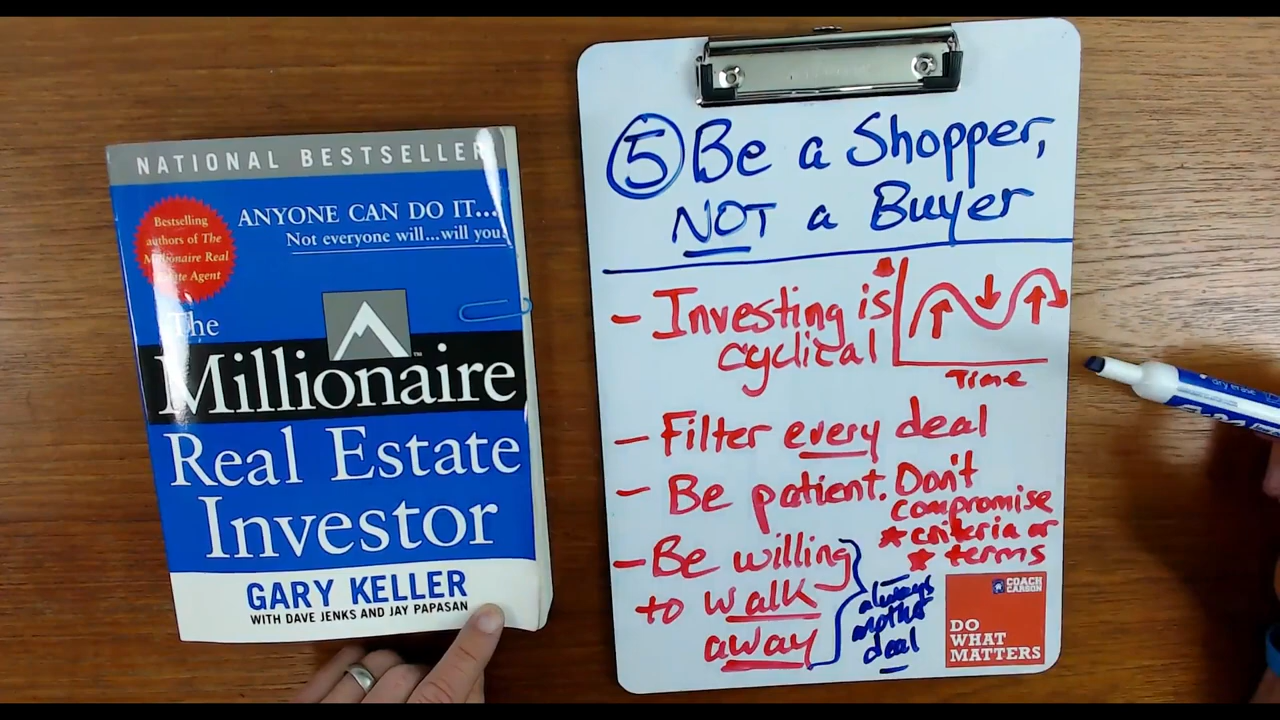 NATIONAL BESTSELLER
ANYONE CAN DO IT...
Not everyone will...will you?
Bestselling
authors of The
Millionaire Real
Estate Agent
The
Millionaire
Real Estate
Investor
GARY KELLER
WITH DAVE JENKS AND JAY PAPASAN
5 Be a Shopper,
NOT a Buyer
- Investing is
cyclical
Time
- Filter every deal
- Be patient. Don't
compromise
* criteria or
* terms
- Be willing
to walk
away
always
another
deal
COACH
CARSON
DO
WHAT
MATTERS
dry erase